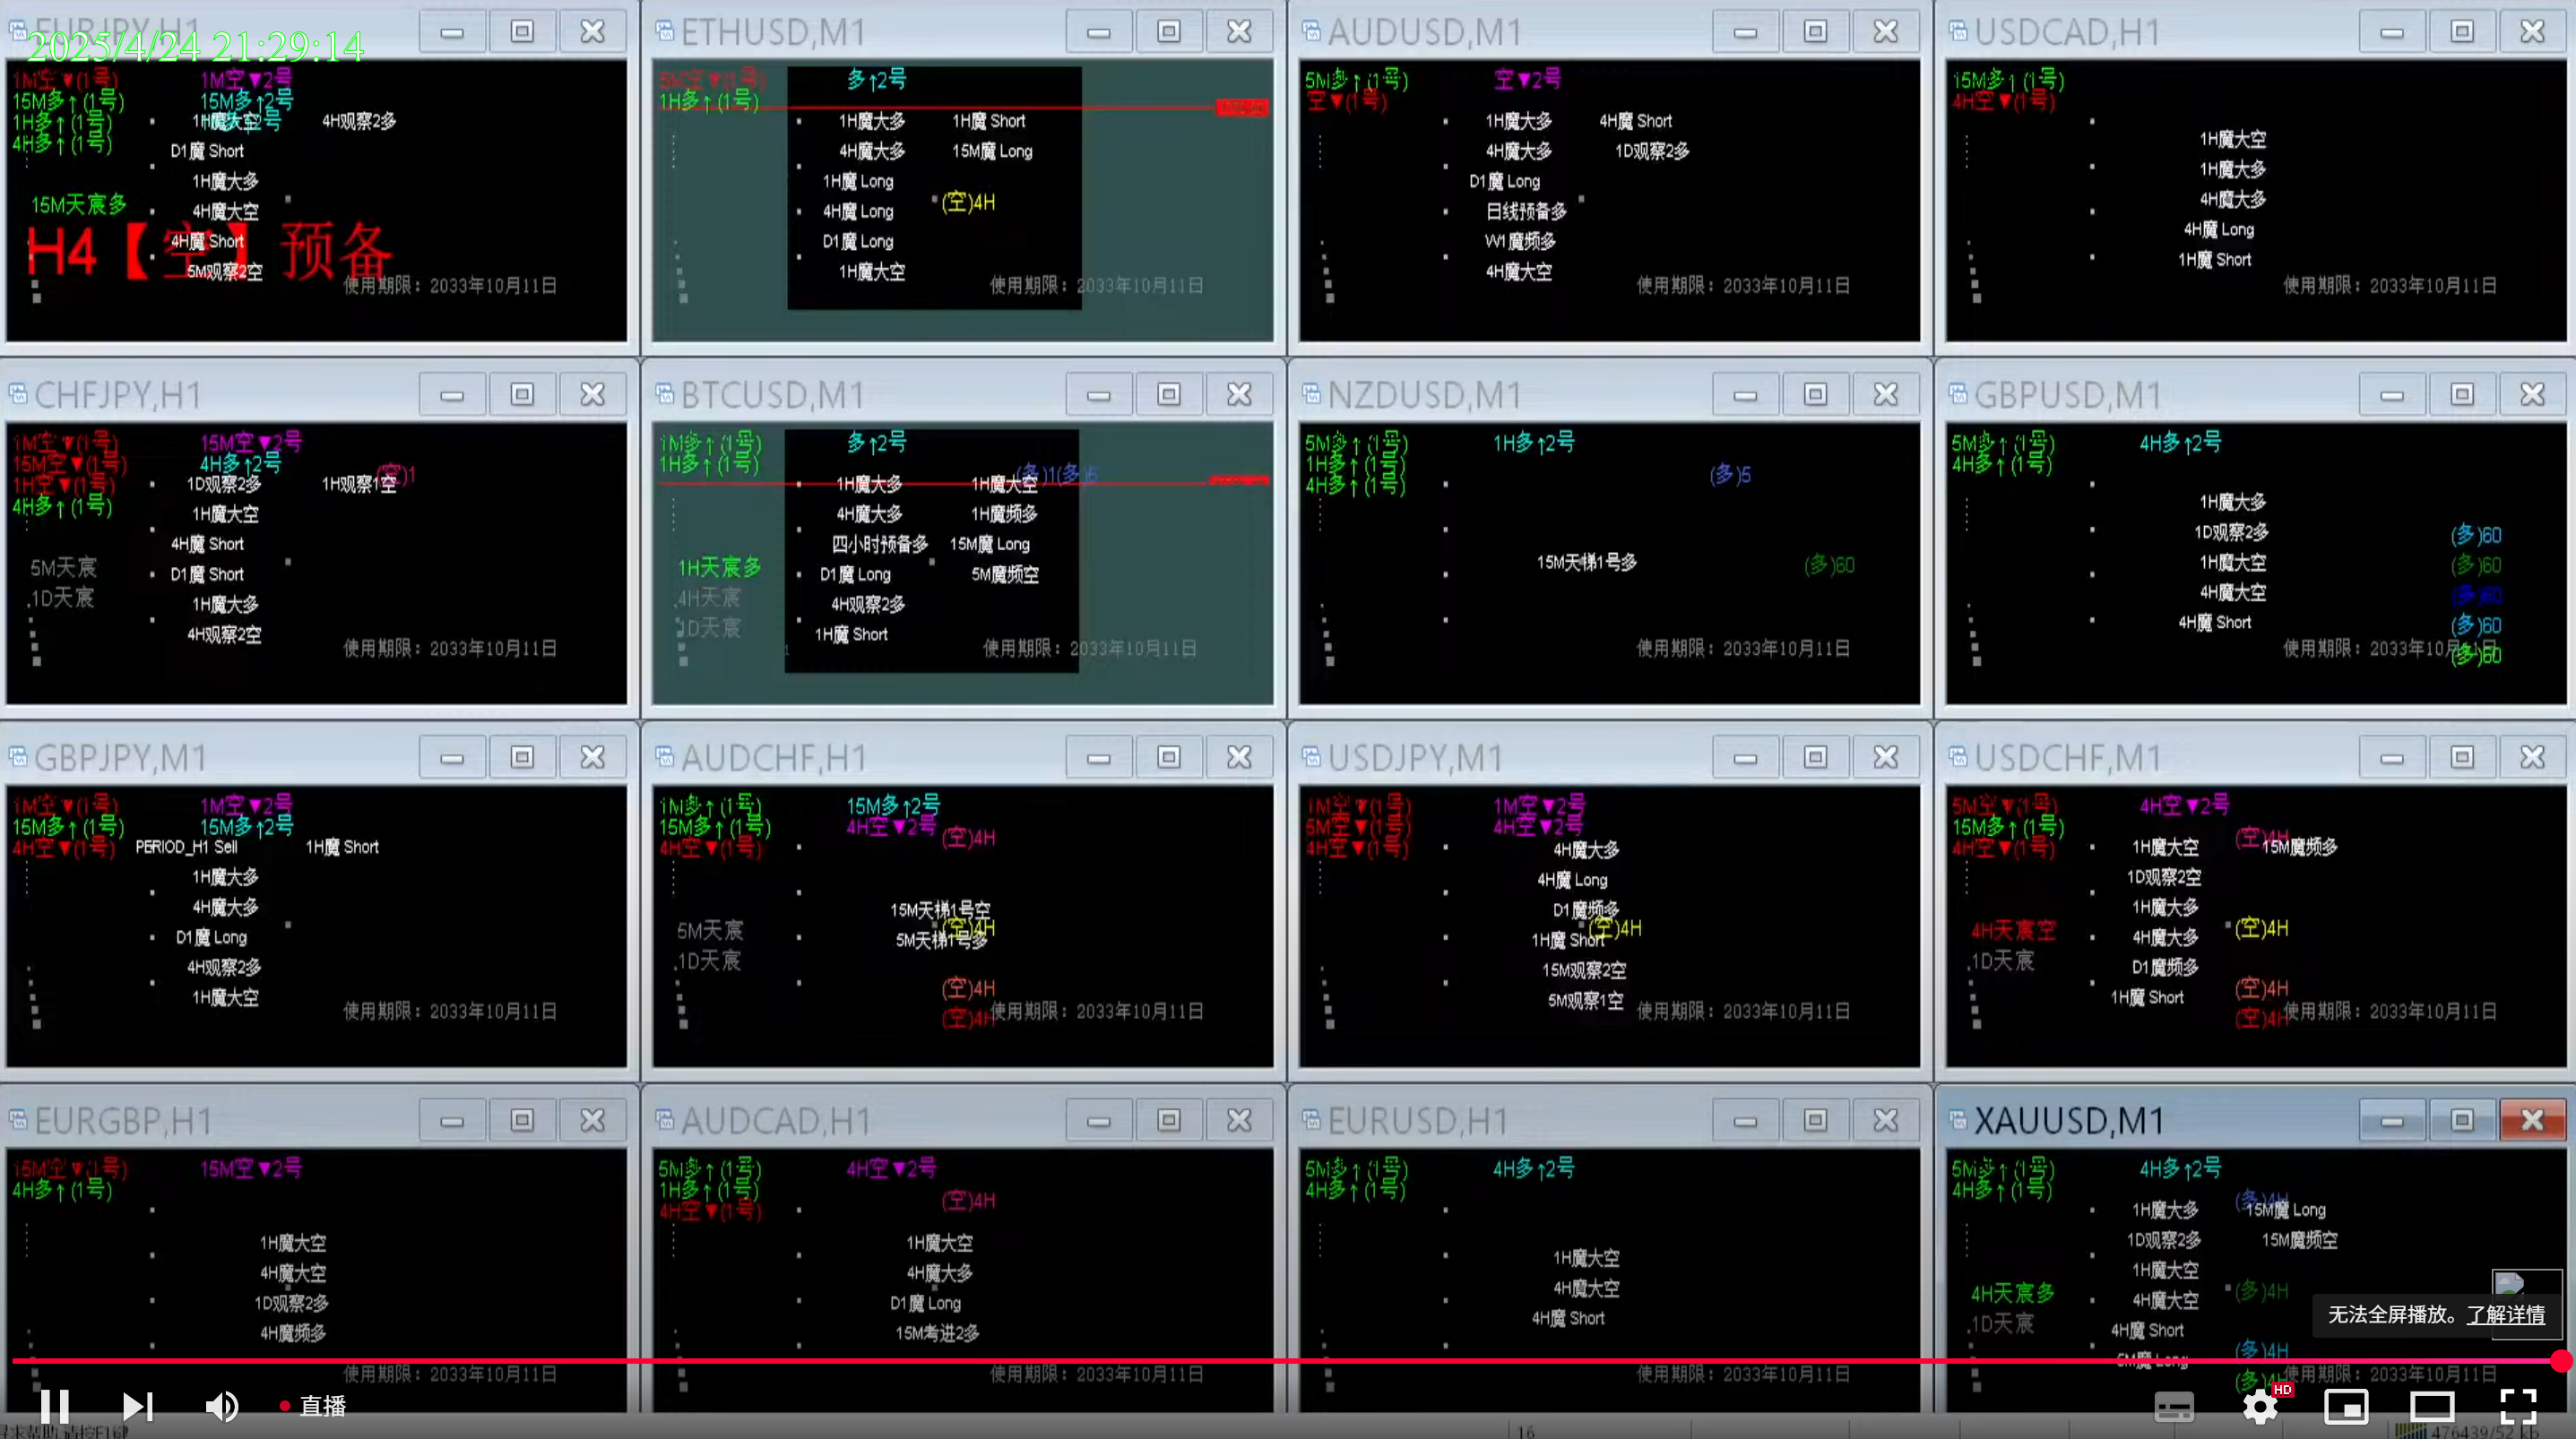 EURJPY,H1
2025/4/24 21:29:14
1M空▼(1号) 1M空▼2号
15M多↑(1号) 15M多↑2号
1H多↑(1号) 1H魔大空 4H观察2多
4H多↑(1号) D1魔 Short
1H魔大多
15M天宸多 4H魔大空
H4【空】预备
4H魔 Short
5M观察2空
使用期限：2033年10月11日
ETHUSD,M1
5M空▼(1号) 多↑2号
1H多↑(1号)
1H魔大多 1H魔 Short
4H魔大多 15M魔 Long
1H魔 Long
4H魔 Long (空)4H
D1魔 Long
1H魔大空
使用期限：2033年10月11日
AUDUSD,M1
5M多↑(1号) 空▼2号
空▼(1号)
1H魔大多 4H魔 Short
4H魔大多 1D观察2多
D1魔 Long
日线预备多
W1魔频多
4H魔大空
使用期限：2033年10月11日
USDCAD,H1
15M多↑(1号)
4H空▼(1号)
1H魔大空
1H魔大多
4H魔大多
4H魔 Long
1H魔 Short
使用期限：2033年10月11日
CHFJPY,H1
1M空▼(1号) 15M空▼2号
15M空▼(1号) 4H多↑2号 (空)1
1H空▼(1号) 1D观察2多 1H观察1空
4H多↑(1号) 1H魔大空
4H魔 Short
5M天宸 D1魔 Short
1D天宸 1H魔大多
4H观察2空
使用期限：2033年10月11日
BTCUSD,M1
1M多↑(1号) 多↑2号
1H多↑(1号) (多)1(多)5
1H魔大多 1H魔大空
4H魔大多 1H魔频多
四小时预备多 15M魔 Long
1H天宸多 D1魔 Long 5M魔频空
4H天宸 4H观察2多
1D天宸 1H魔 Short
使用期限：2033年10月11日
NZDUSD,M1
5M多↑(1号) 1H多↑2号
1H多↑(1号) (多)5
4H多↑(1号)
15M天梯1号多 (多)60
使用期限：2033年10月11日
GBPUSD,M1
5M多↑(1号) 4H多↑2号
4H多↑(1号)
1H魔大多
1D观察2多 (多)60
1H魔大空 (多)60
4H魔大空 (多)60
4H魔 Short (多)60
使用期限：2033年10月11日
(多)60
GBPJPY,M1
1M空▼(1号) 1M空▼2号
15M多↑(1号) 15M多↑2号
4H空▼(1号) PERIOD_H1 Sell 1H魔 Short
1H魔大多
4H魔大多
D1魔 Long
4H观察2多
1H魔大空
使用期限：2033年10月11日
AUDCHF,H1
1M多↑(1号) 15M多↑2号
15M多↑(1号) 4H空▼2号 (空)4H
4H空▼(1号)
15M天梯1号空
5M天宸 (空)4H
5M天梯1号多
1D天宸
(空)4H
(空)4H 使用期限：2033年10月11日
USDJPY,M1
1M空▼(1号) 1M空▼2号
5M空▼(1号) 4H空▼2号
4H空▼(1号) 4H魔大多
4H魔 Long
D1魔频多
(空)4H
1H魔 Short
15M观察2空
5M观察1空
使用期限：2033年10月11日
USDCHF,M1
5M空▼(1号) 4H空▼2号
15M多↑(1号) (空)4H
4H空▼(1号) 1H魔大空 15M魔频多
1D观察2空
1H魔大多
4H天宸空 4H魔大多 (空)4H
1D天宸 D1魔频多
1H魔 Short (空)4H
(空)4H 使用期限：2033年10月11日
EURGBP,H1
15M空▼(1号) 15M空▼2号
4H多↑(1号)
1H魔大空
4H魔大空
1D观察2多
4H魔频多
使用期限：2033年10月11日
AUDCAD,H1
5M多↑(1号) 4H空▼2号
1H多↑(1号) (空)4H
4H空▼(1号)
1H魔大空
4H魔大多
D1魔 Long
15M考进2多
使用期限：2033年10月11日
EURUSD,H1
5M多↑(1号) 4H多↑2号
4H多↑(1号)
1H魔大空
4H魔大空
4H魔 Short
使用期限：2033年10月11日
XAUUSD,M1
5M多↑(1号) 4H多↑2号
4H多↑(1号) (多)4H
1H魔大多 15M魔 Long
1D观察2多 15M魔频空
1H魔大空
4H天宸多 4H魔大空 (多)4H
1D天宸 4H魔 Short
5M魔 Long (多)4H
使用期限：2033年10月11日
无法全屏播放。了解详情
直播
HD
16
476439/52 kb